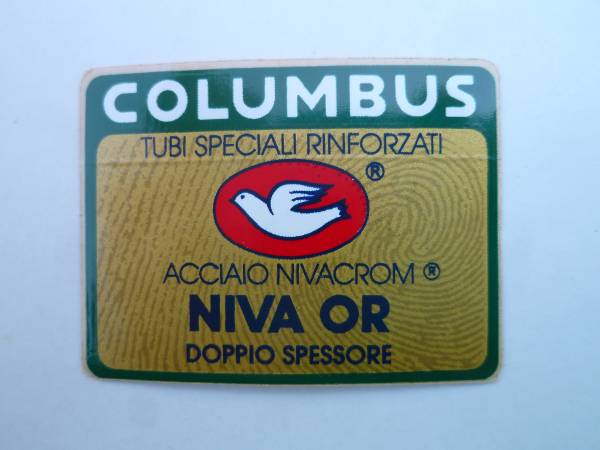 COLUMBUS
TUBI SPECIALI RINFORZATI
®
ACCIAIO NIVACROM ®
NIVA OR
DOPPIO SPESSORE